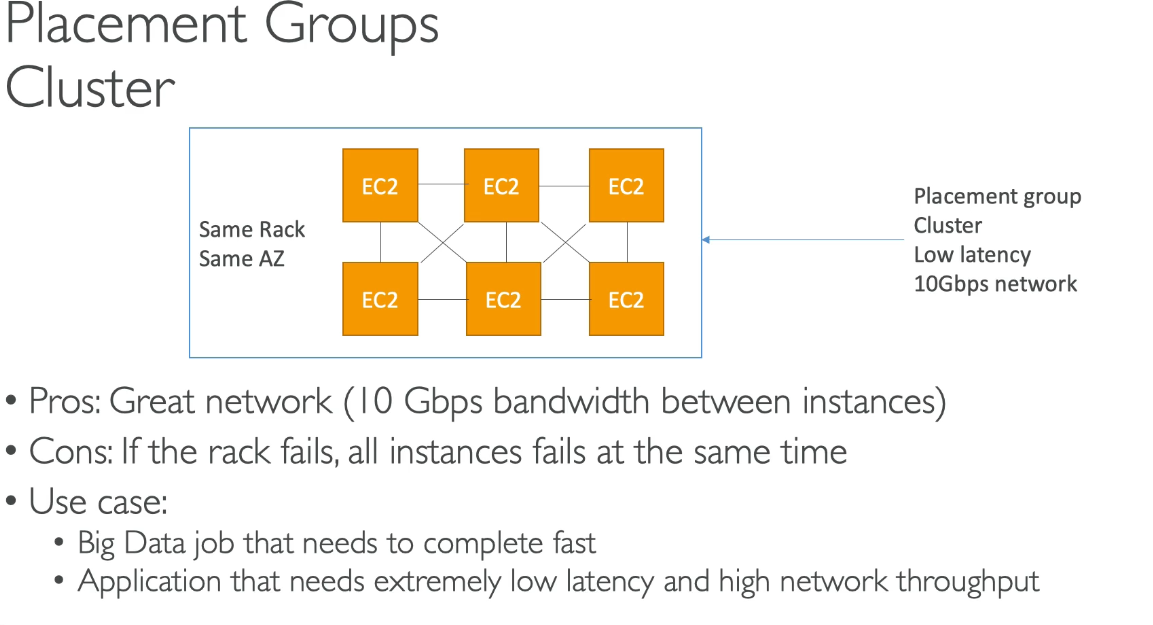 Placement Groups
Cluster
EC2 EC2 EC2
Same Rack
Same AZ
EC2 EC2 EC2
Placement group
Cluster
Low latency
10Gbps network
• Pros: Great network (10 Gbps bandwidth between instances)
• Cons: If the rack fails, all instances fails at the same time
• Use case:
• Big Data job that needs to complete fast
• Application that needs extremely low latency and high network throughput